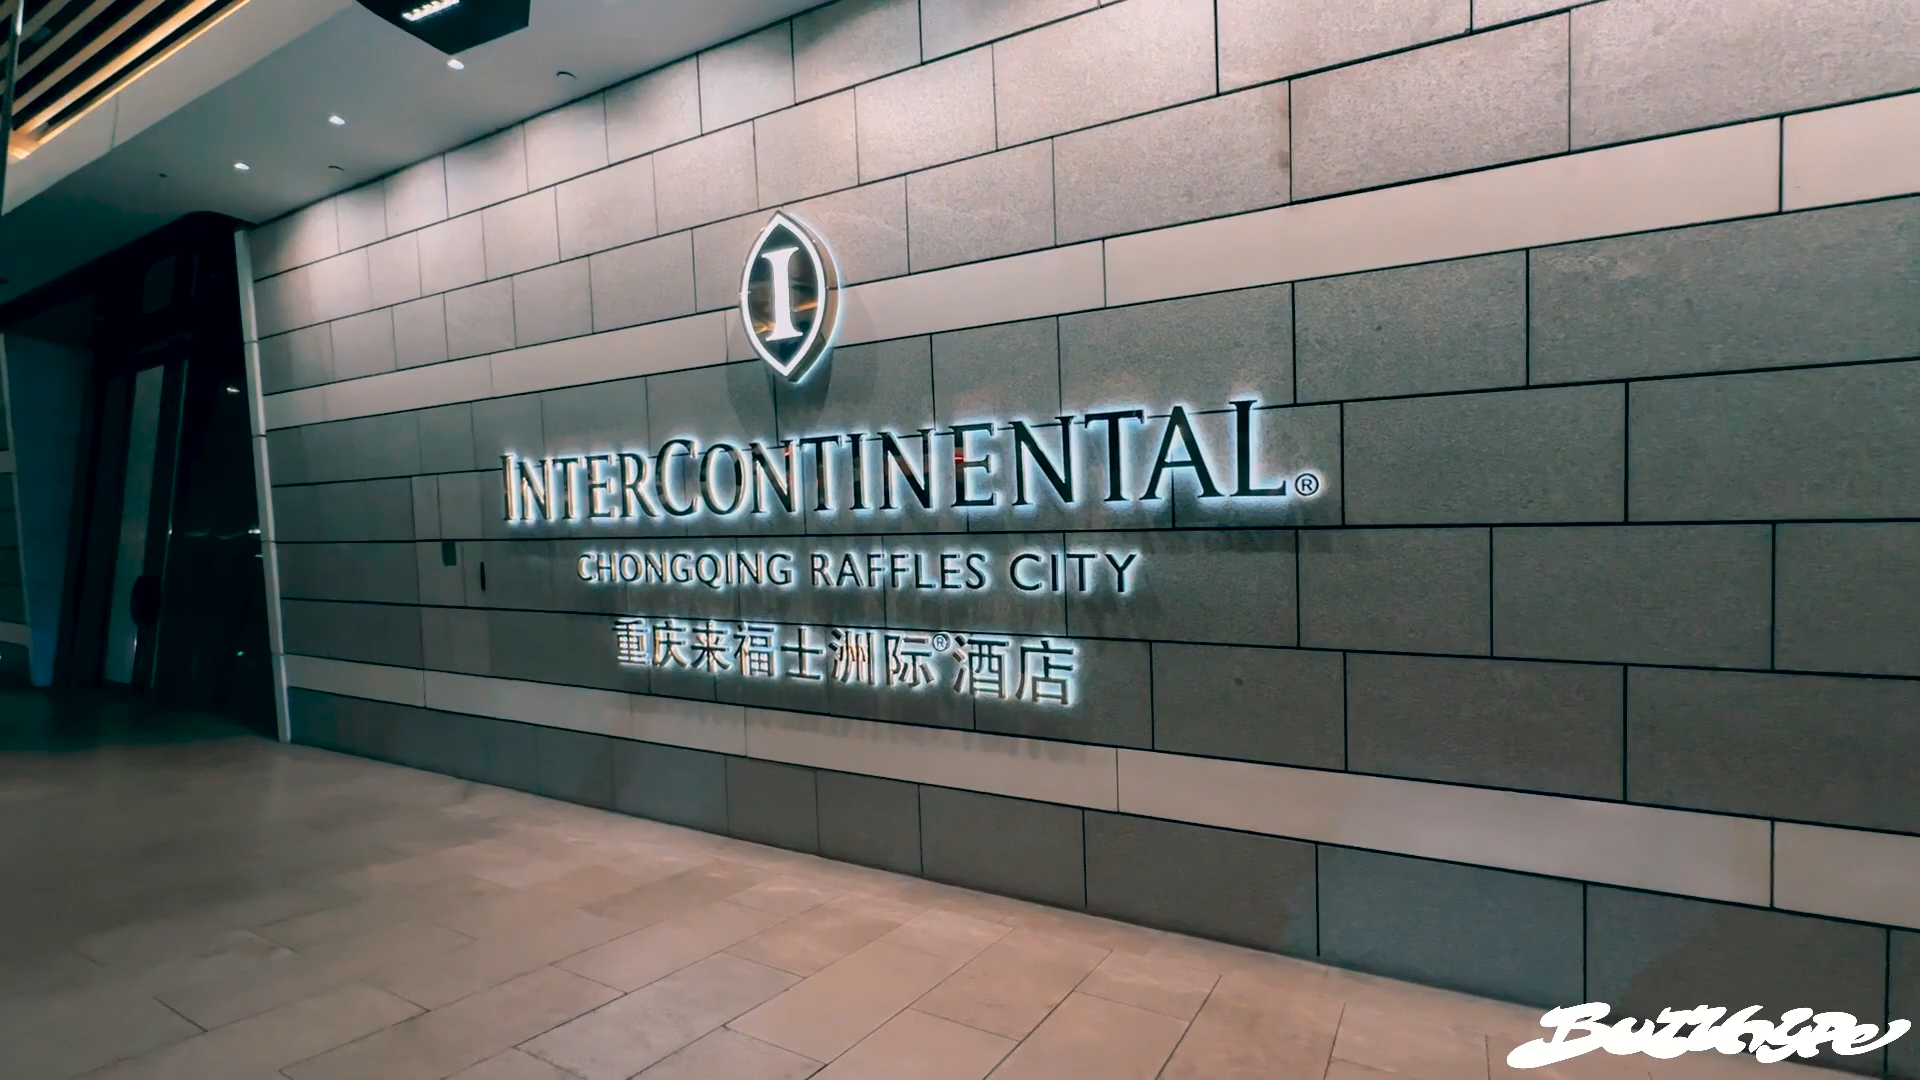 I
INTERCONTINENTAL®
CHONGQING RAFFLES CITY
重庆来福士洲际®酒店